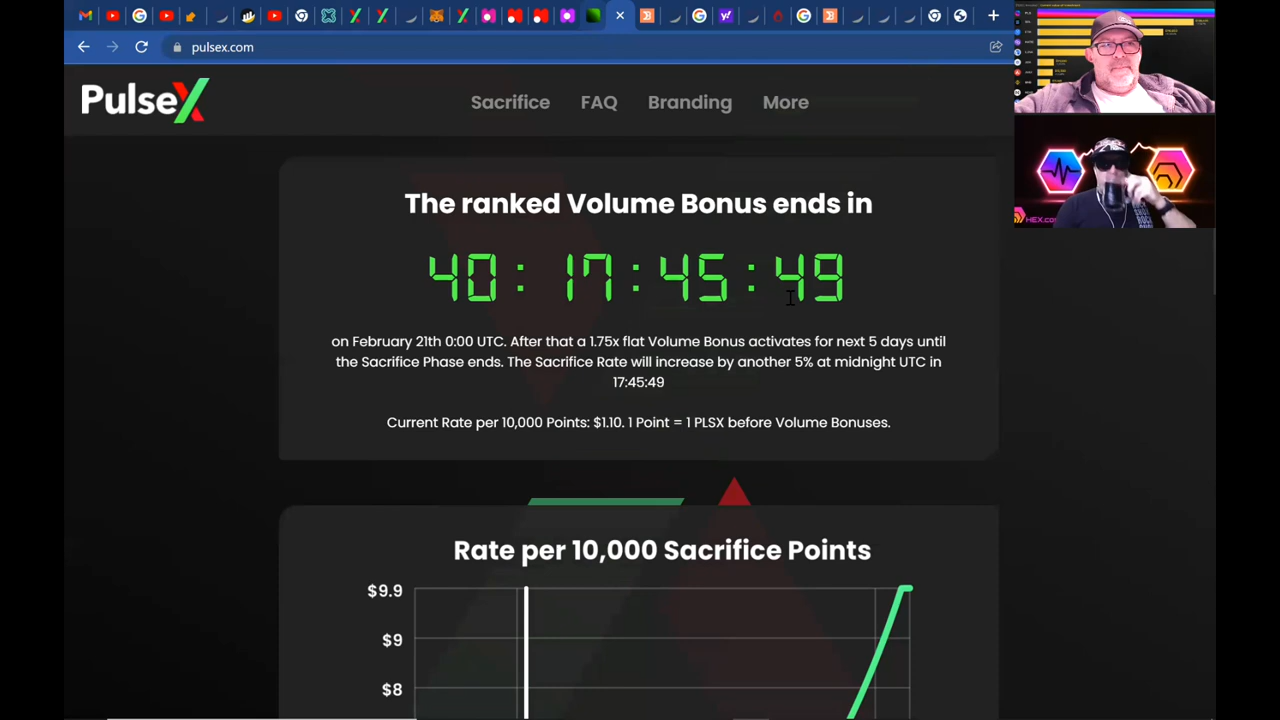 pulsex.com
PulseX
Sacrifice FAQ Branding More
The ranked Volume Bonus ends in
40: 17:45:49
on February 21th 0:00 UTC. After that a 1.75x flat Volume Bonus activates for next 5 days until
the Sacrifice Phase ends. The Sacrifice Rate will increase by another 5% at midnight UTC in
17:45:49
Current Rate per 10,000 Points: $1.10. 1 Point = 1 PLSX before Volume Bonuses.
Rate per 10,000 Sacrifice Points
$9.9
$9
$8